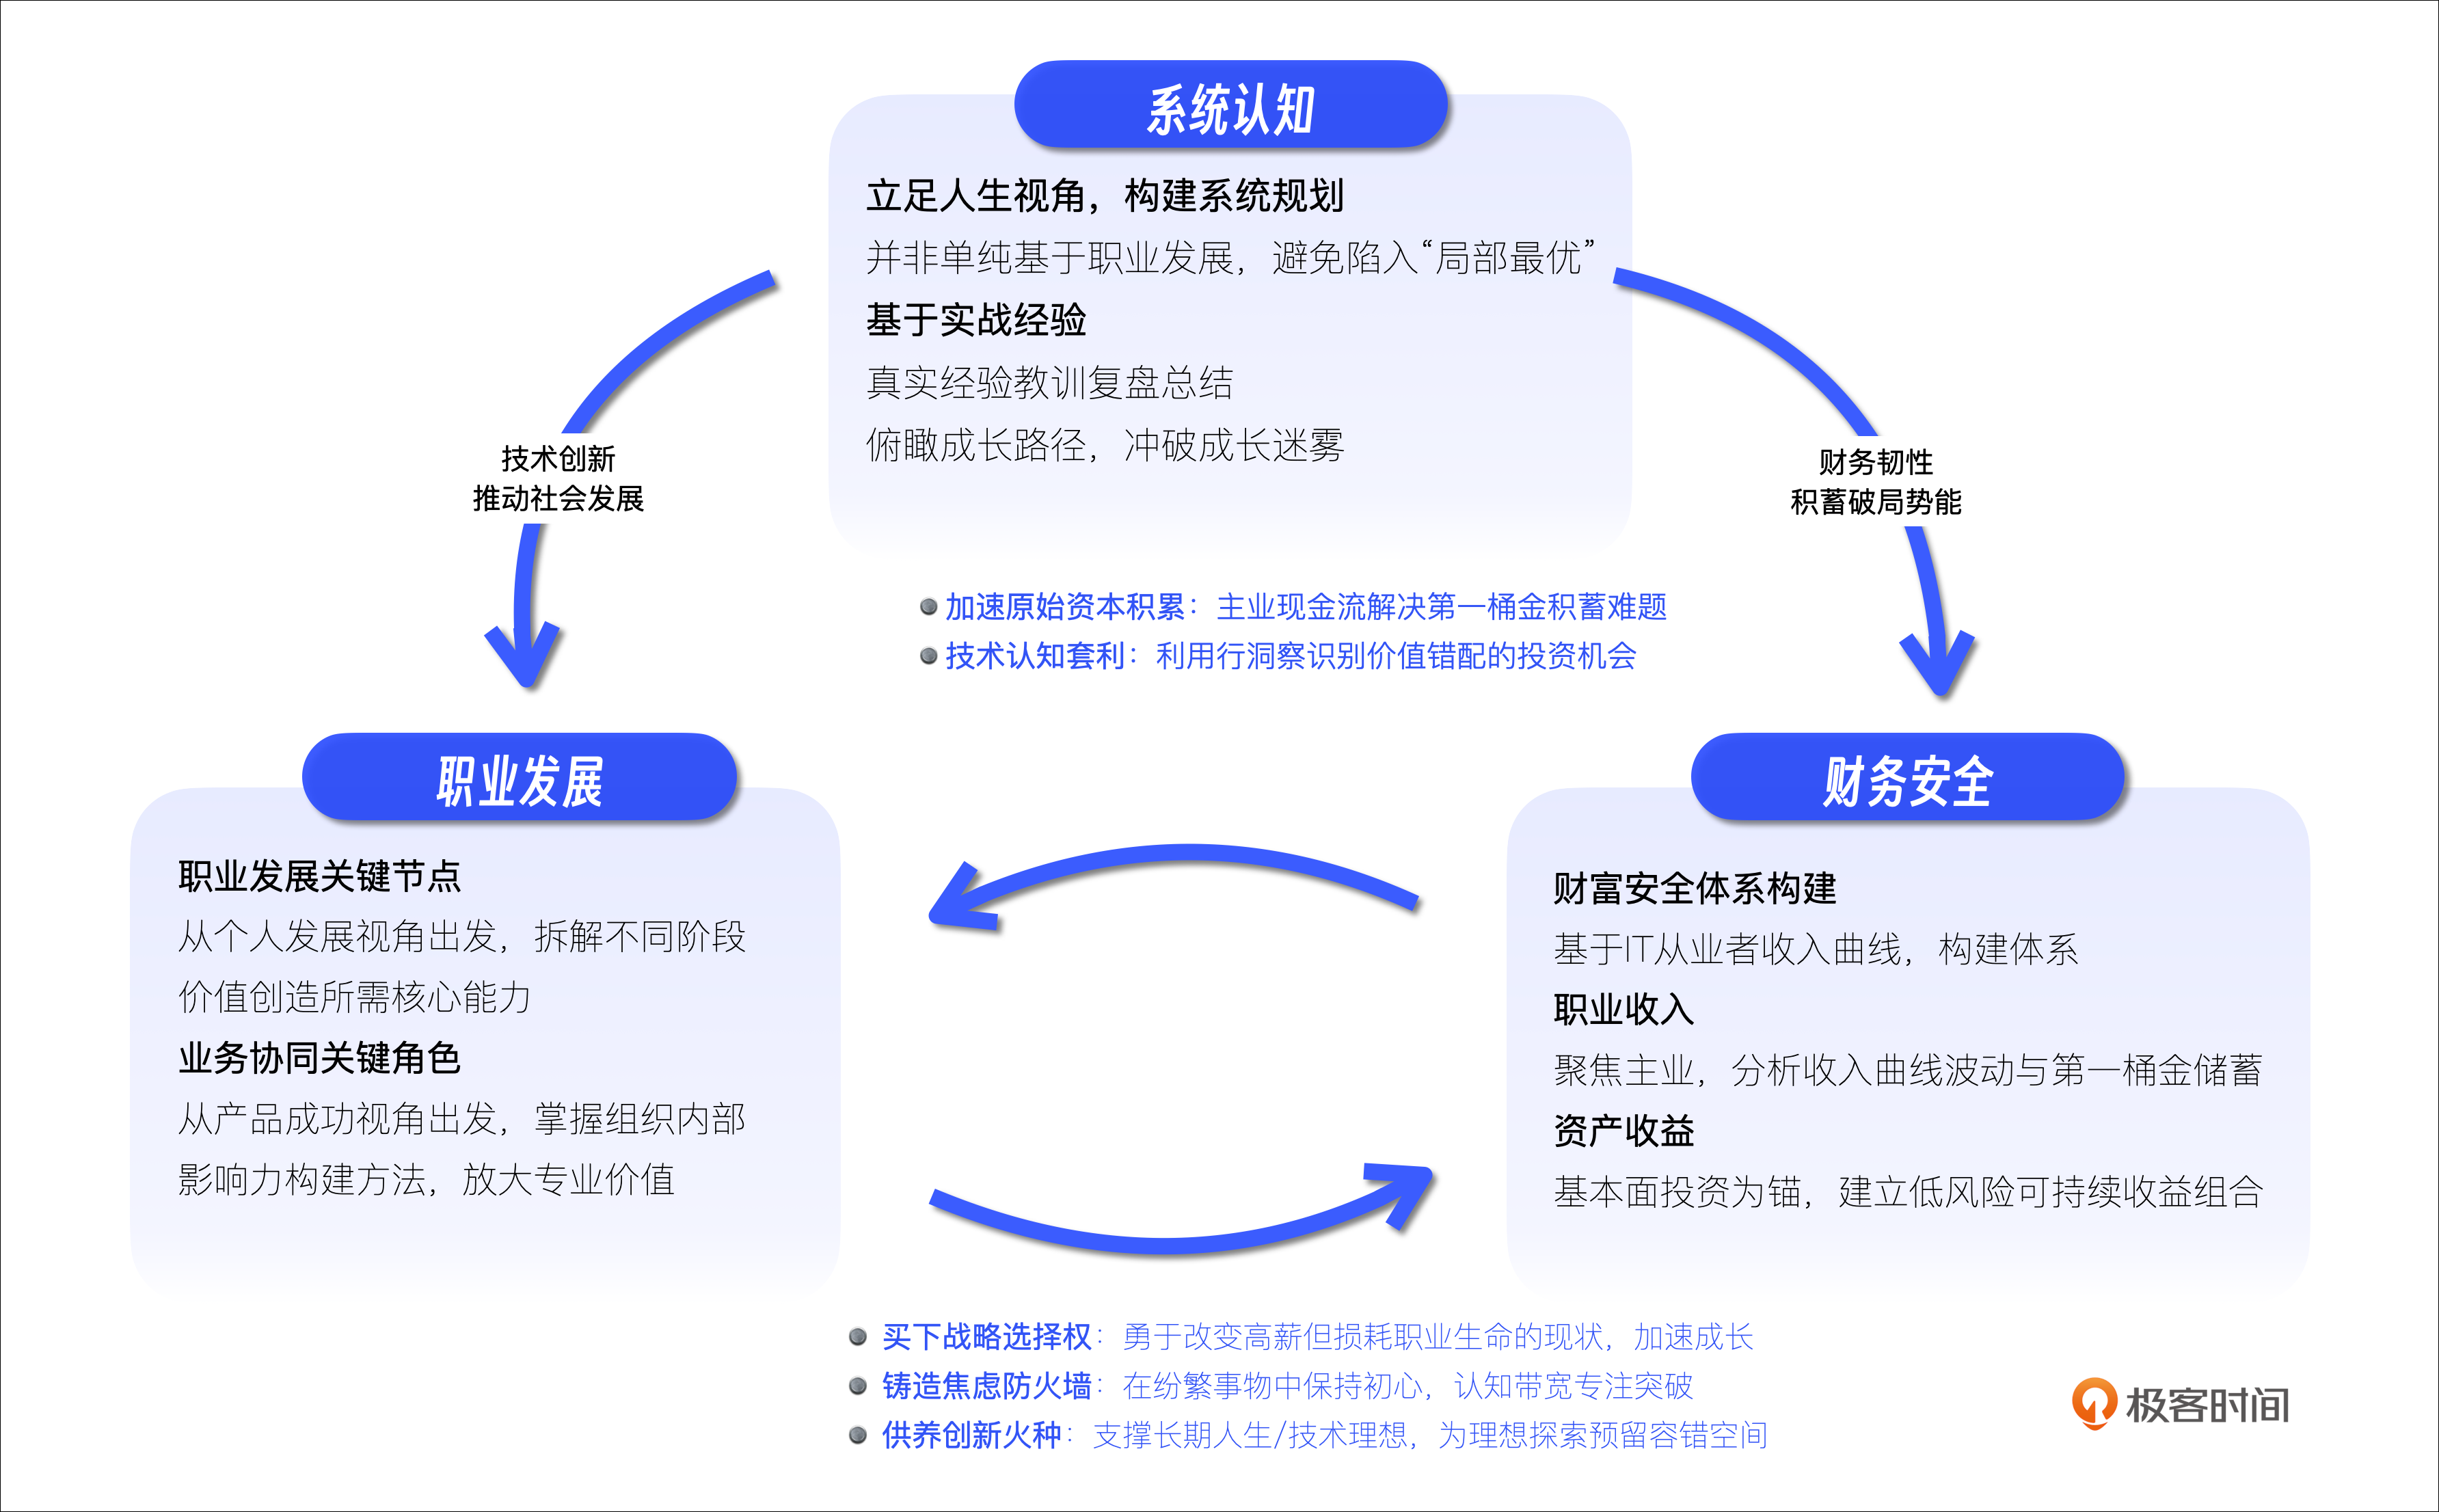 系统认知
立足人生视角，构建系统规划
并非单纯基于职业发展，避免陷入“局部最优”
基于实战经验
真实经验教训复盘总结
俯瞰成长路径，冲破成长迷雾
技术创新
推动社会发展
财务韧性
积蓄破局势能
加速原始资本积累：主业现金流解决第一桶金积蓄难题
技术认知套利：利用行洞察识别价值错配的投资机会
职业发展
职业发展关键节点
从个人发展视角出发，拆解不同阶段
价值创造所需核心能力
业务协同关键角色
从产品成功视角出发，掌握组织内部
影响力构建方法，放大专业价值
财务安全
财富安全体系构建
基于IT从业者收入曲线，构建体系
职业收入
聚焦主业，分析收入曲线波动与第一桶金储蓄
资产收益
基本面投资为锚，建立低风险可持续收益组合
买下战略选择权：勇于改变高薪但损耗职业生命的现状，加速成长
铸造焦虑防火墙：在纷繁事物中保持初心，认知带宽专注突破
供养创新火种：支撑长期人生/技术理想，为理想探索预留容错空间
极客时间